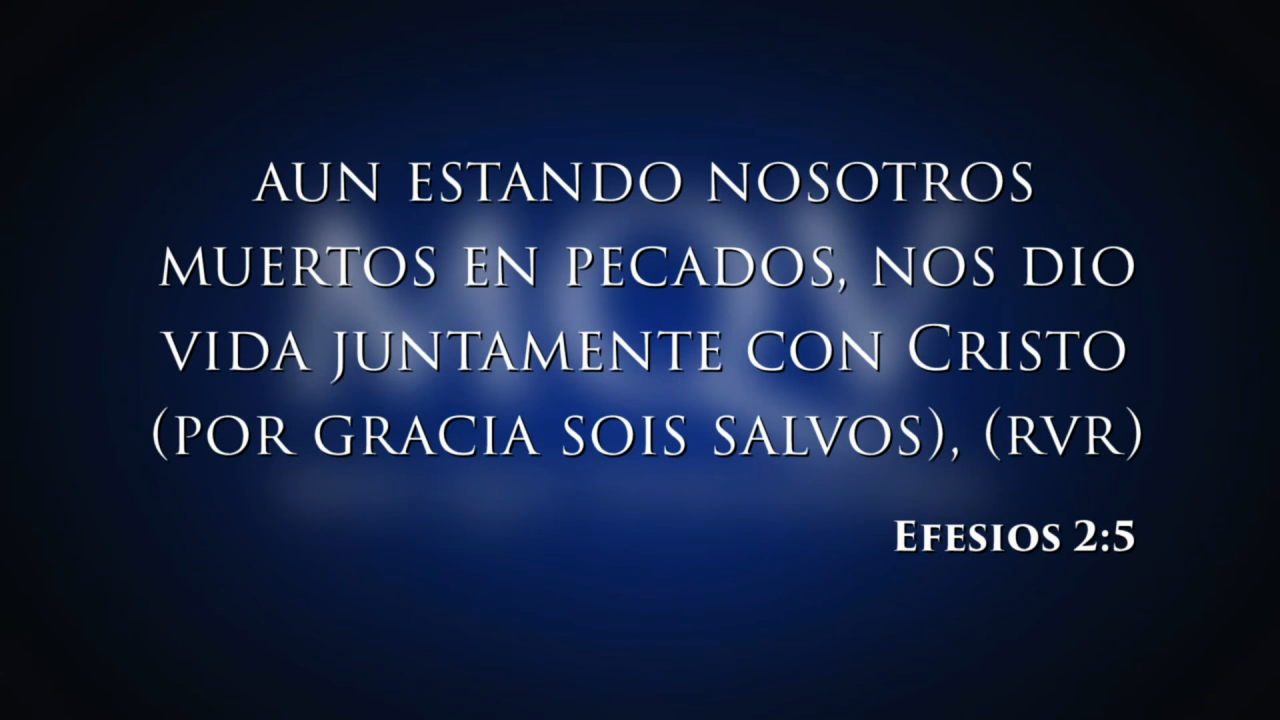 aun estando nosotros
muertos en pecados, nos dio
vida juntamente con Cristo
(por gracia sois salvos), (rvr)
Efesios 2:5